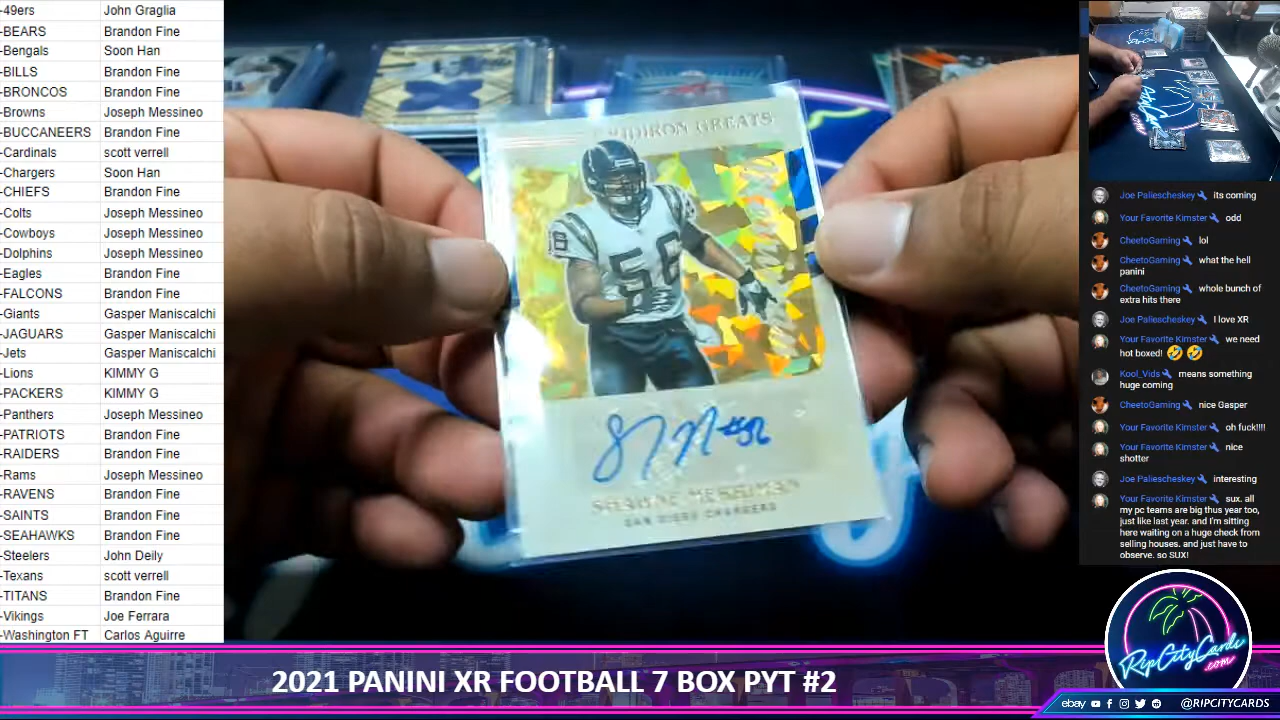 -49ers John Graglia
-BEARS Brandon Fine
-Bengals Soon Han
-BILLS Brandon Fine
-BRONCOS Brandon Fine
-Browns Joseph Messineo
-BUCCANEERS Brandon Fine
-Cardinals scott verrell
-Chargers Soon Han
-CHIEFS Brandon Fine
-Colts Joseph Messineo
-Cowboys Joseph Messineo
-Dolphins Joseph Messineo
-Eagles Brandon Fine
-FALCONS Brandon Fine
-Giants Gasper Maniscalchi
-JAGUARS Gasper Maniscalchi
-Jets Gasper Maniscalchi
-Lions KIMMY G
-PACKERS KIMMY G
-Panthers Joseph Messineo
-PATRIOTS Brandon Fine
-RAIDERS Brandon Fine
-Rams Joseph Messineo
-RAVENS Brandon Fine
-SAINTS Brandon Fine
-SEAHAWKS Brandon Fine
-Steelers John Deily
-Texans scott verrell
-TITANS Brandon Fine
-Vikings Joe Ferrara
-Washington FT Carlos Aguirre
GRIDIRON GREATS
56
#56
SHAWNE MERRIMAN
SAN DIEGO CHARGERS
Joe Paliescheskey its coming
Your Favorite Kimster odd
CheetoGaming lol
CheetoGaming what the hell
panini
CheetoGaming whole bunch of
extra hits there
Joe Paliescheskey I love XR
Your Favorite Kimster we need
hot boxed! 🤣 🤣
Kool_Vids means something
huge coming
CheetoGaming nice Gasper
Your Favorite Kimster oh fuck!!!!
Your Favorite Kimster nice
shotter
Joe Paliescheskey interesting
Your Favorite Kimster sux. all
my pc teams are big thus year too,
just like last year. and I'm sitting
here waiting on a huge check from
selling houses. and just have to
observe. so SUX!
RipCityCards
.com
2021 PANINI XR FOOTBALL 7 BOX PYT #2
ebay @RIPCITYCARDS